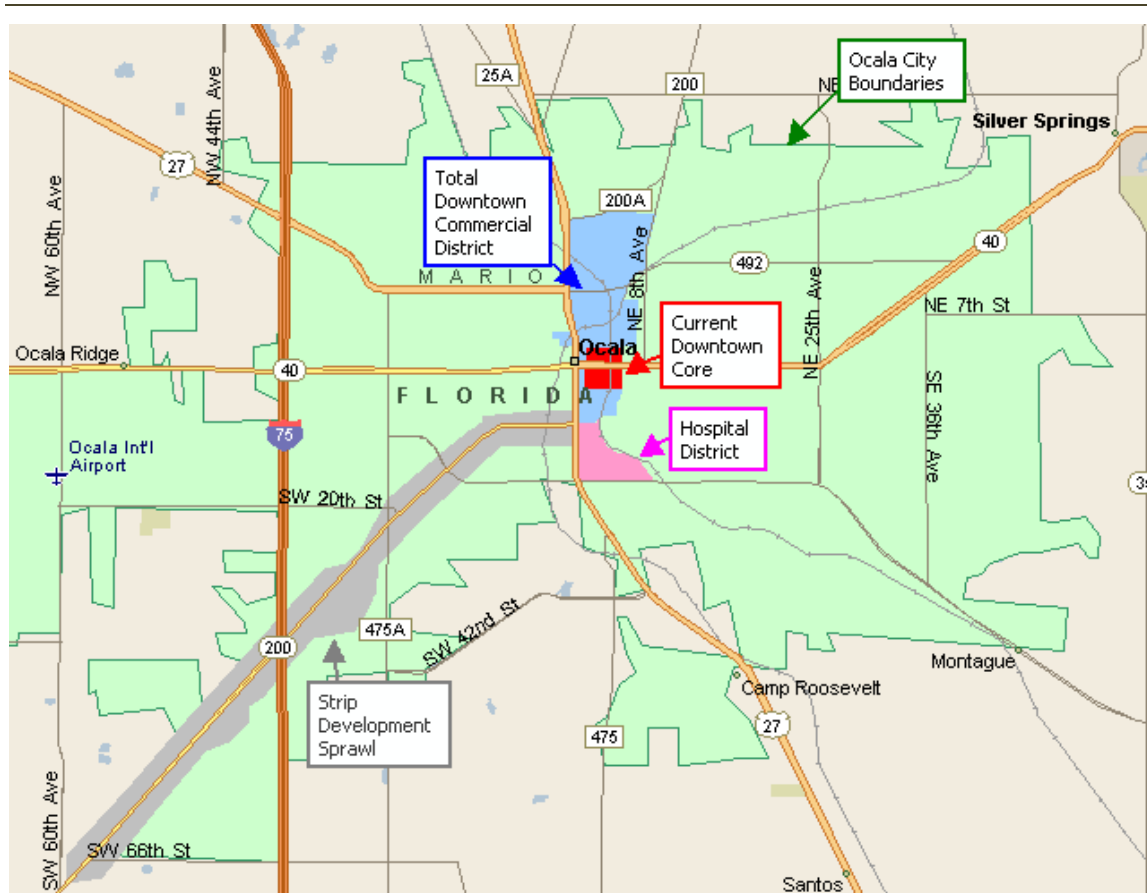 NW 44th Ave
25A
200
NE
Ocala City
Boundaries
Silver Springs
27
NW 60th Ave
Total
Downtown
Commercial
District
200A
NE 8th Ave
492
40
NE 25th Ave
MARIO
NE 7th St
Current
Downtown
Core
Ocala
Ocala Ridge
40
FLORIDA
SE 36th Ave
75
Hospital
District
Ocala Int'l
Airport
SW 20th St
475A
SW 42nd St
200
Montague
Strip
Development
Sprawl
Camp Roosevelt
475
27
SW 60th Ave
SW 66th St
Santos